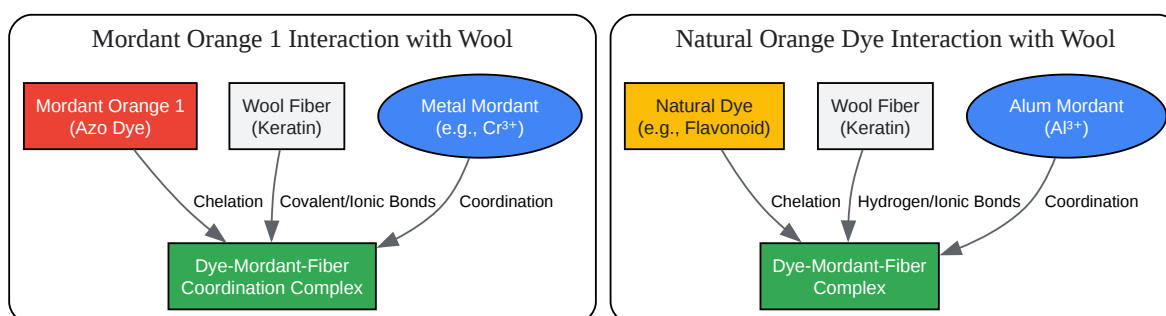 Mordant Orange 1 Interaction with Wool
Mordant Orange 1
(Azo Dye)
Wool Fiber
(Keratin)
Metal Mordant
(e.g., Cr³⁺)
Chelation
Covalent/Ionic Bonds
Coordination
Dye-Mordant-Fiber
Coordination Complex
Natural Orange Dye Interaction with Wool
Natural Dye
(e.g., Flavonoid)
Wool Fiber
(Keratin)
Alum Mordant
(Al³⁺)
Chelation
Hydrogen/Ionic Bonds
Coordination
Dye-Mordant-Fiber
Complex